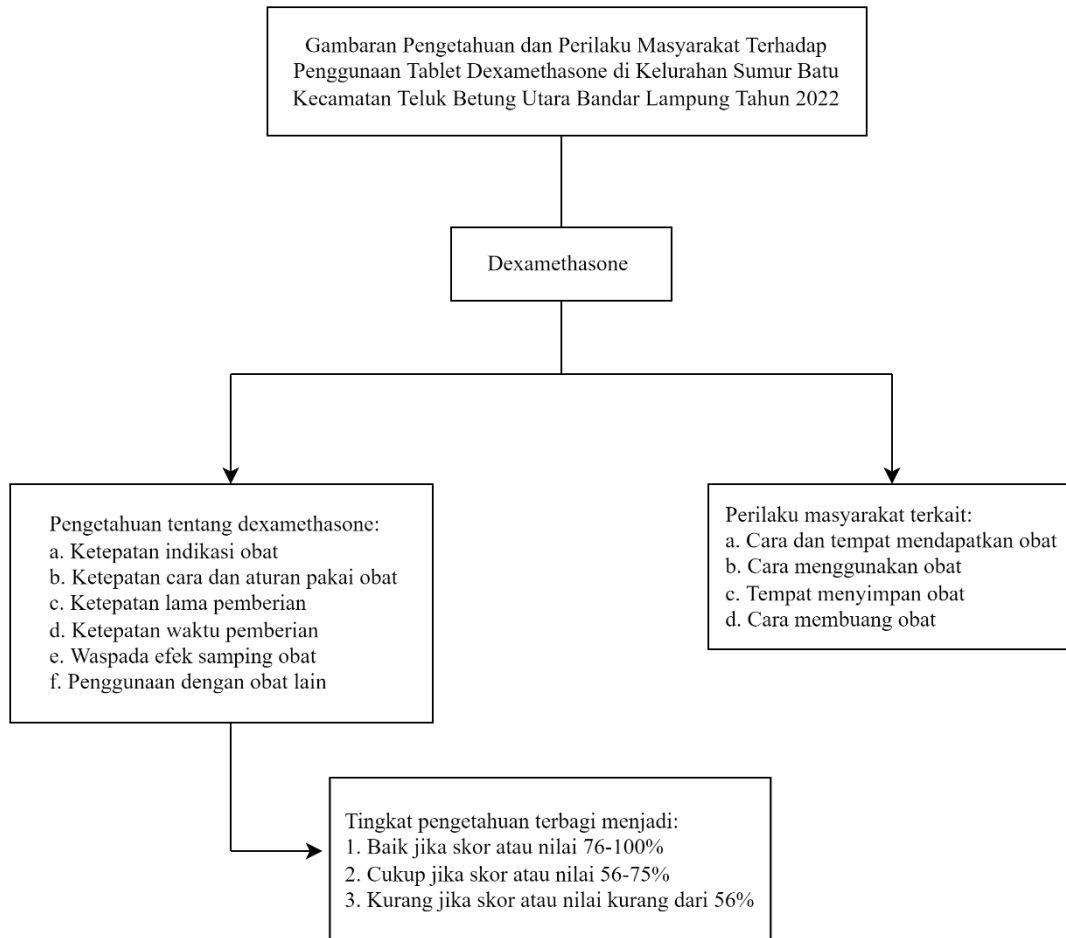 Gambaran Pengetahuan dan Perilaku Masyarakat Terhadap
Penggunaan Tablet Dexamethasone di Kelurahan Sumur Batu
Kecamatan Teluk Betung Utara Bandar Lampung Tahun 2022
Dexamethasone
Pengetahuan tentang dexamethasone:
a. Ketepatan indikasi obat
b. Ketepatan cara dan aturan pakai obat
c. Ketepatan lama pemberian
d. Ketepatan waktu pemberian
e. Waspada efek samping obat
f. Penggunaan dengan obat lain
Perilaku masyarakat terkait:
a. Cara dan tempat mendapatkan obat
b. Cara menggunakan obat
c. Tempat menyimpan obat
d. Cara membuang obat
Tingkat pengetahuan terbagi menjadi:
1. Baik jika skor atau nilai 76-100%
2. Cukup jika skor atau nilai 56-75%
3. Kurang jika skor atau nilai kurang dari 56%